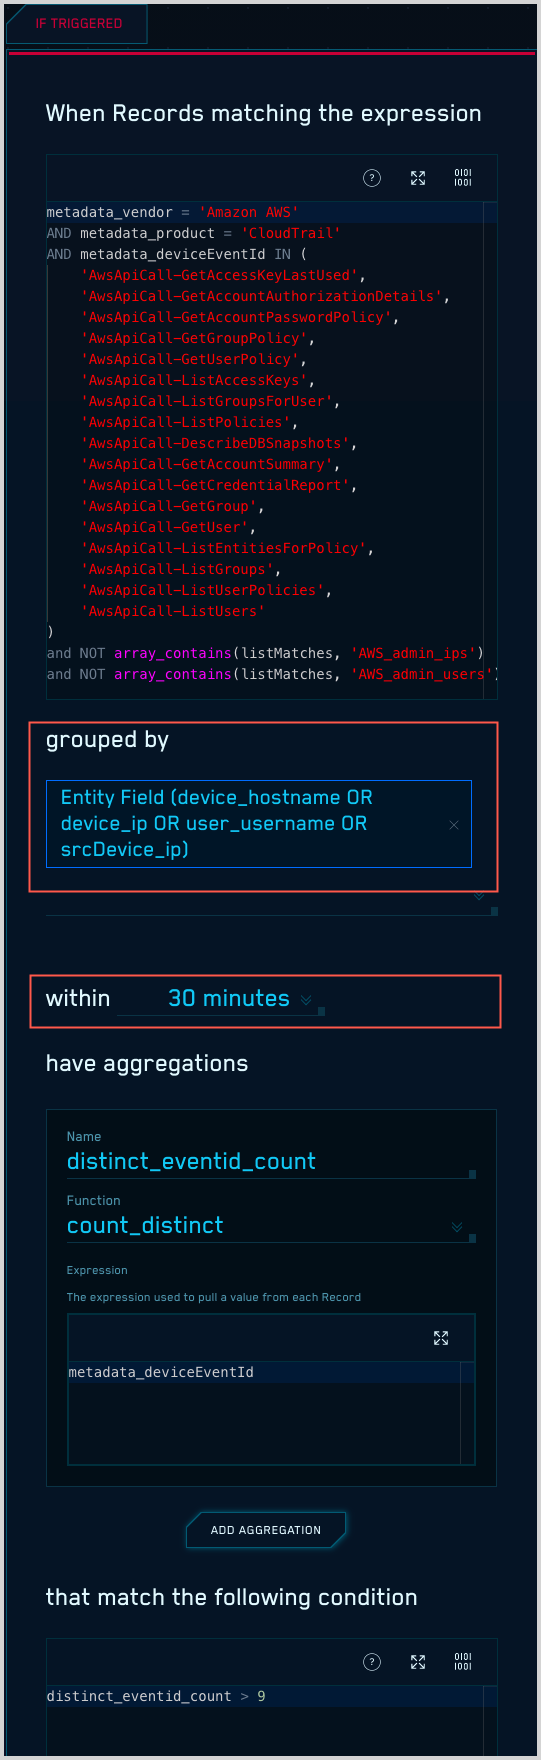 IF TRIGGERED
When Records matching the expression
?
0101
1001
metadata_vendor = 'Amazon AWS'
AND metadata_product = 'CloudTrail'
AND metadata_deviceEventId IN (
'AwsApiCall-GetAccessKeyLastUsed',
'AwsApiCall-GetAccountAuthorizationDetails',
'AwsApiCall-GetAccountPasswordPolicy',
'AwsApiCall-GetGroupPolicy',
'AwsApiCall-GetUserPolicy',
'AwsApiCall-ListAccessKeys',
'AwsApiCall-ListGroupsForUser',
'AwsApiCall-ListPolicies',
'AwsApiCall-DescribeDBSnapshots',
'AwsApiCall-GetAccountSummary',
'AwsApiCall-GetCredentialReport',
'AwsApiCall-GetGroup',
'AwsApiCall-GetUser',
'AwsApiCall-ListEntitiesForPolicy',
'AwsApiCall-ListGroups',
'AwsApiCall-ListUserPolicies',
'AwsApiCall-ListUsers'
)
and NOT array_contains(listMatches, 'AWS_admin_ips')
and NOT array_contains(listMatches, 'AWS_admin_users')
grouped by
Entity Field (device_hostname OR
device_ip OR user_username OR
srcDevice_ip)
within 30 minutes
have aggregations
Name
distinct_eventid_count
Function
count_distinct
Expression
The expression used to pull a value from each Record
metadata_deviceEventId
ADD AGGREGATION
that match the following condition
?
0101
1001
distinct_eventid_count > 9